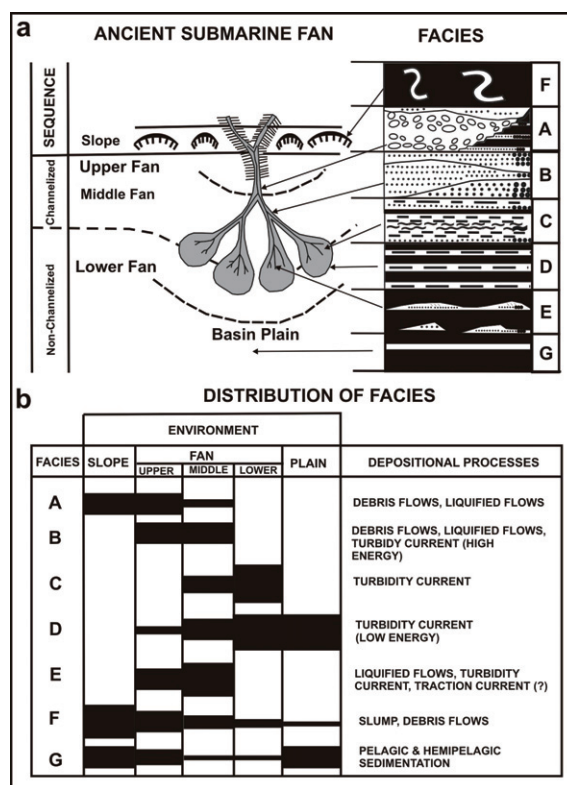 a
ANCIENT SUBMARINE FAN
FACIES
SEQUENCE
Channelized
Non-Channelized
Slope
Upper Fan
Middle Fan
Lower Fan
Basin Plain
F
A
B
C
D
E
G
b
DISTRIBUTION OF FACIES
ENVIRONMENT
FACIES
SLOPE
FAN
UPPER
MIDDLE
LOWER
PLAIN
DEPOSITIONAL PROCESSES
A
DEBRIS FLOWS, LIQUIFIED FLOWS
B
DEBRIS FLOWS, LIQUIFIED FLOWS,
TURBIDY CURRENT (HIGH
ENERGY)
C
TURBIDITY CURRENT
D
TURBIDITY CURRENT
(LOW ENERGY)
E
LIQUIFIED FLOWS, TURBIDITY
CURRENT, TRACTION CURRENT (?)
F
SLUMP, DEBRIS FLOWS
G
PELAGIC & HEMIPELAGIC
SEDIMENTATION